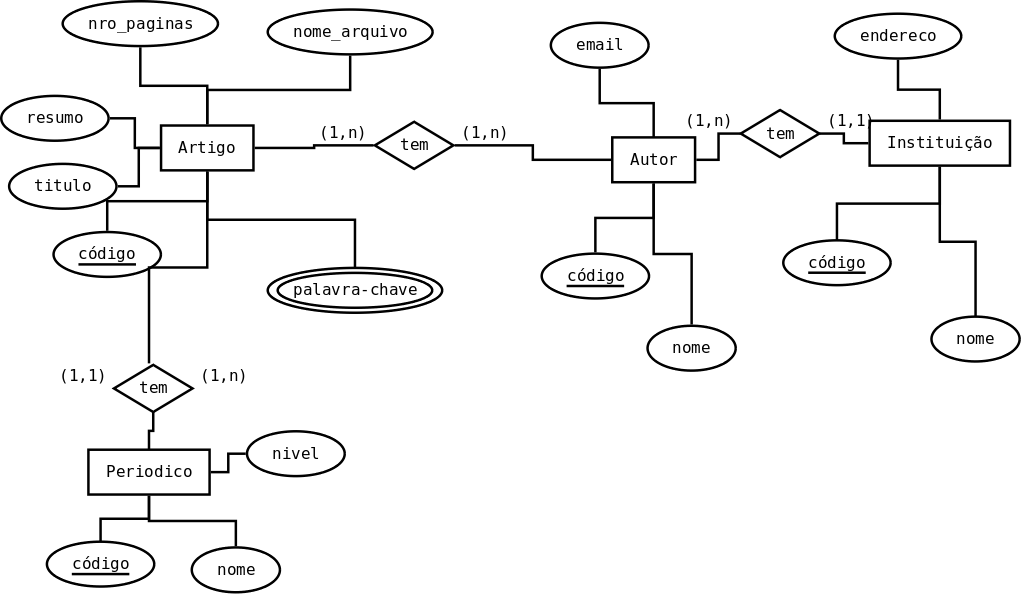 nro_paginas
nome_arquivo
email
endereco
resumo
Artigo
(1,n)
tem
(1,n)
Autor
(1,n)
tem
(1,1)
Instituição
titulo
código
palavra-chave
código
nome
código
nome
(1,1)
tem
(1,n)
Periodico
nivel
código
nome